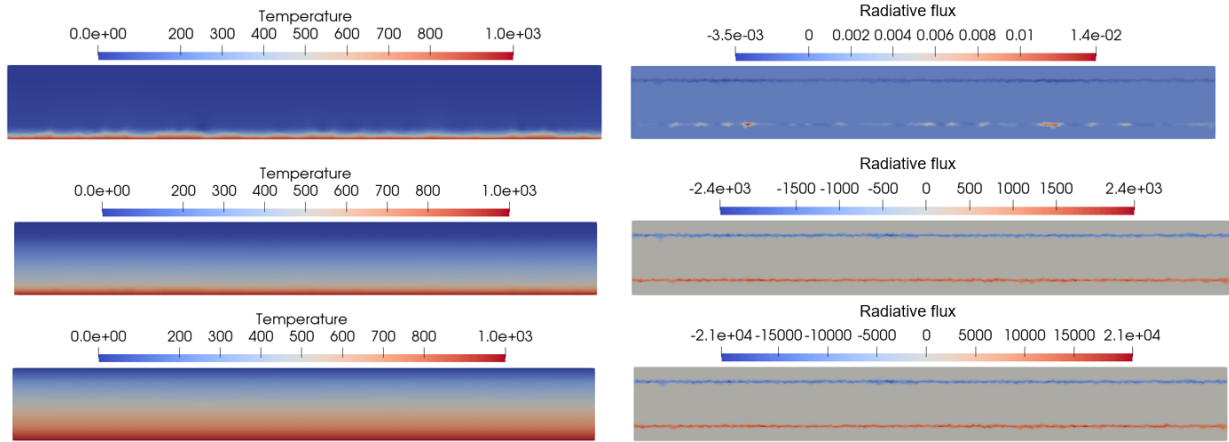 Temperature
0.0e+00 200 300 400 500 600 700 800 1.0e+03
Radiative flux
-3.5e-03 0 0.002 0.004 0.006 0.008 0.01 1.4e-02
Temperature
0.0e+00 200 300 400 500 600 700 800 1.0e+03
Radiative flux
-2.4e+03 -1500 -1000 -500 0 500 1000 1500 2.4e+03
Temperature
0.0e+00 200 300 400 500 600 700 800 1.0e+03
Radiative flux
-2.1e+04 -15000 -10000 -5000 0 5000 10000 15000 2.1e+04